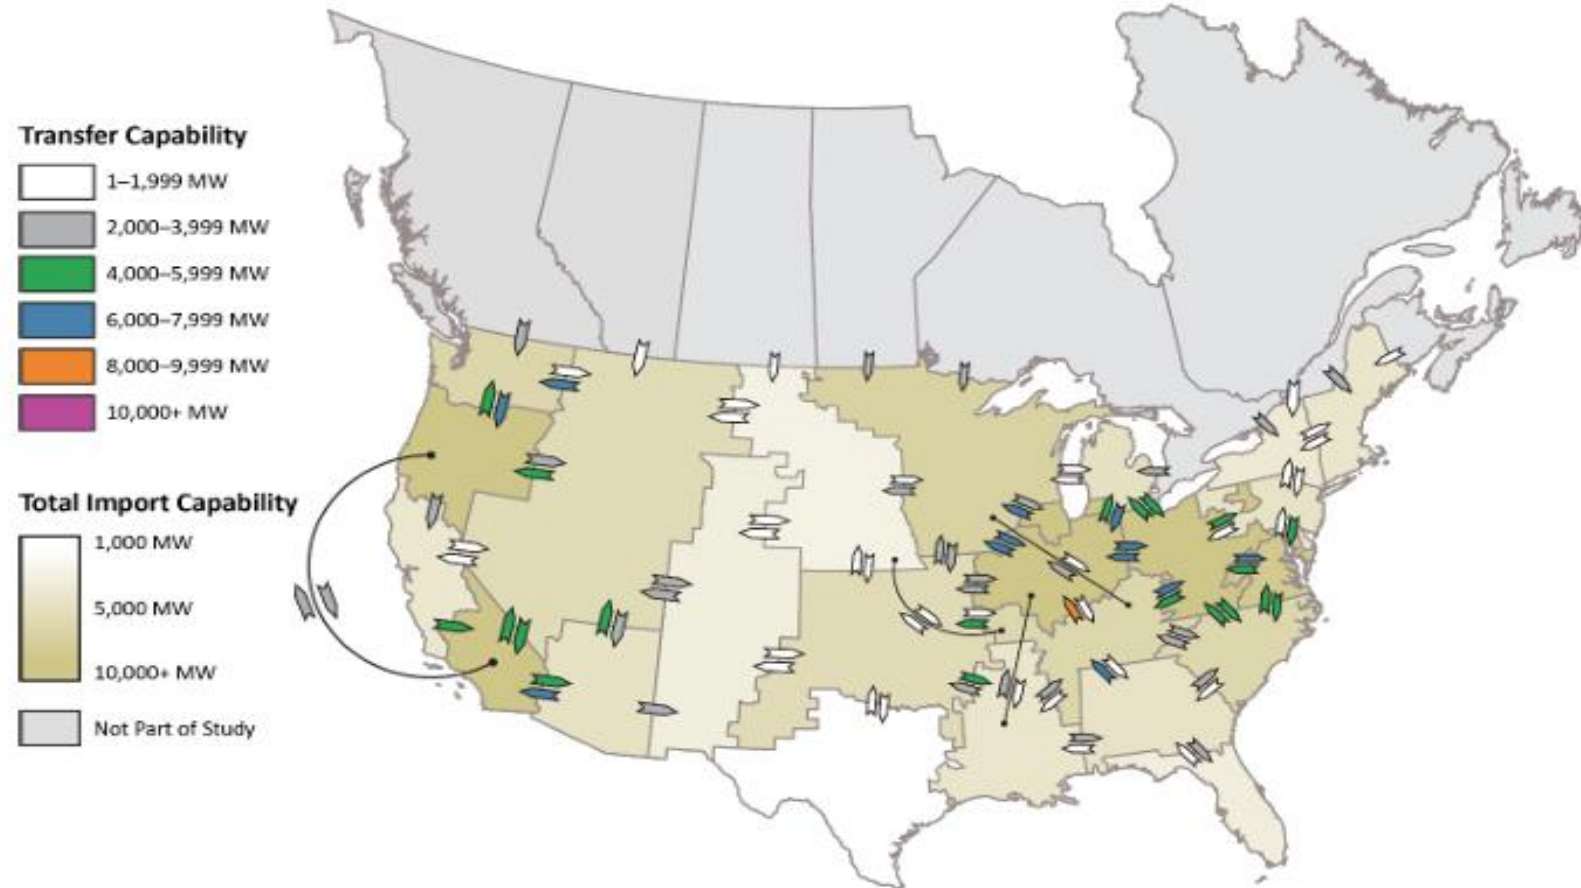 Transfer Capability
1–1,999 MW
2,000–3,999 MW
4,000–5,999 MW
6,000–7,999 MW
8,000–9,999 MW
10,000+ MW
Total Import Capability
1,000 MW
5,000 MW
10,000+ MW
Not Part of Study